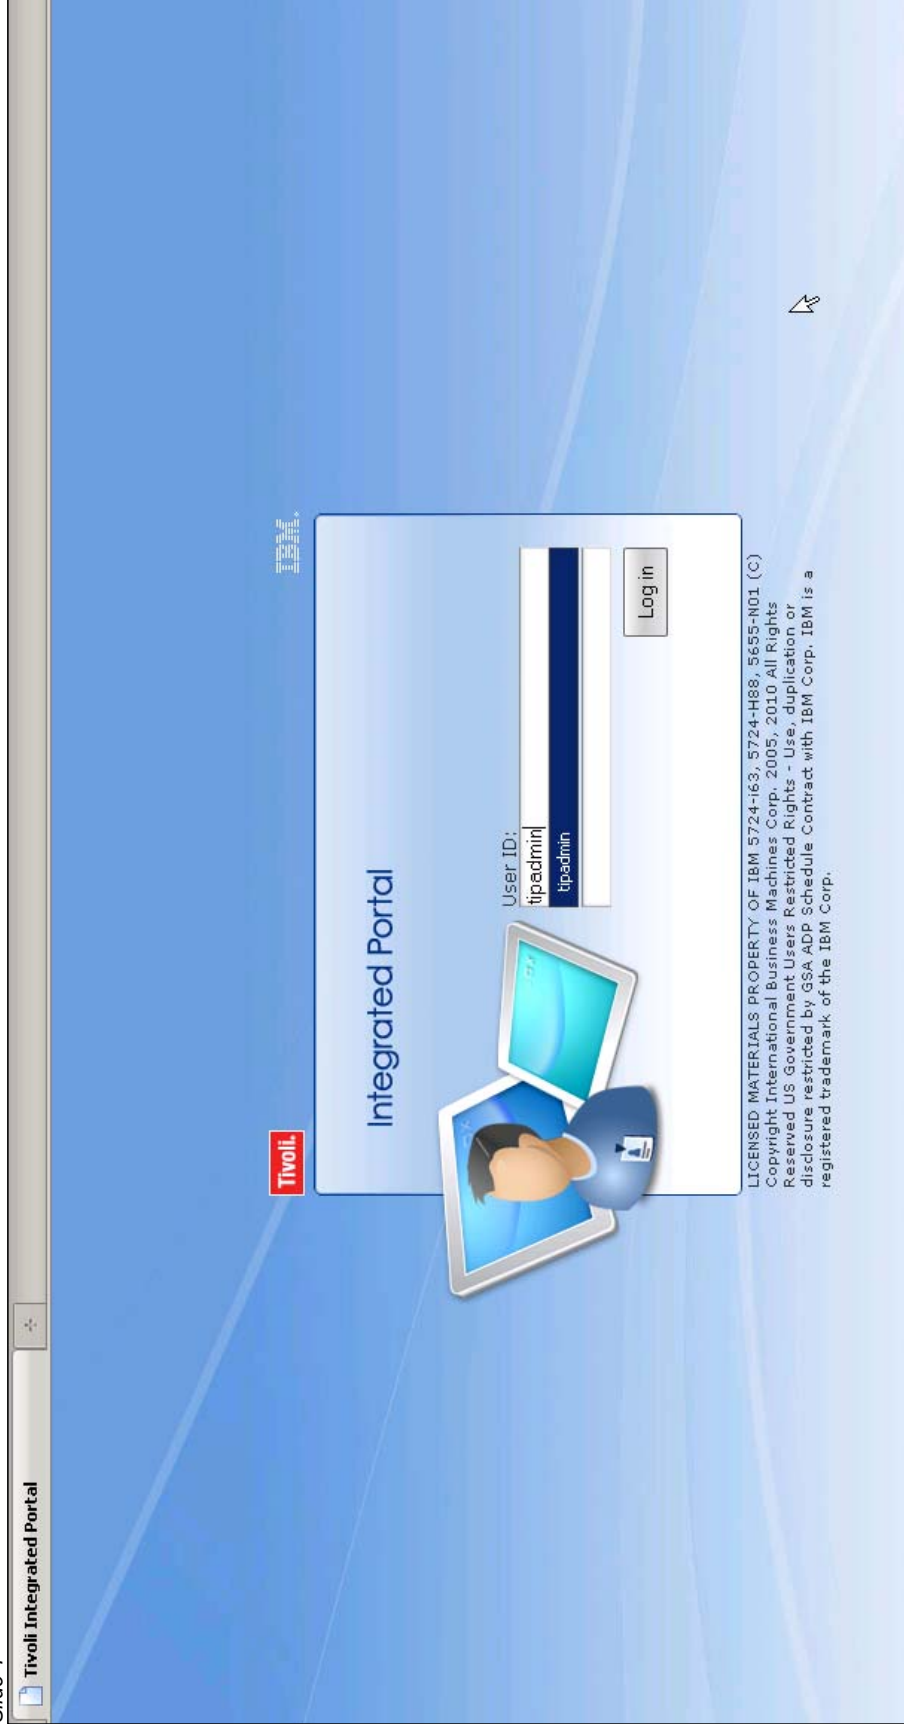 Tivoli Integrated Portal
Tivoli.
IBM.
Integrated Portal
User ID:
tipadmin
tipadmin
Log in
LICENSED MATERIALS PROPERTY OF IBM 5724-i63, 5724-H88, 5655-N01 (C)
Copyright International Business Machines Corp. 2005, 2010 All Rights
Reserved US Government Users Restricted Rights - Use, duplication or
disclosure restricted by GSA ADP Schedule Contract with IBM Corp. IBM is a
registered trademark of the IBM Corp.